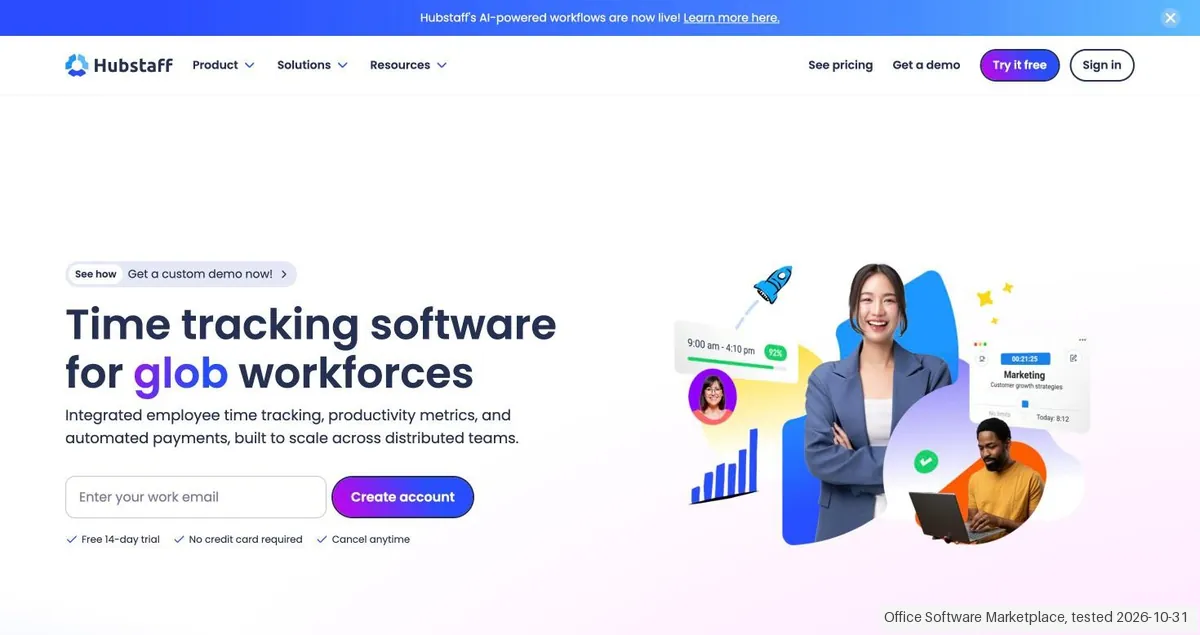 Hubstaff's AI-powered workflows are now live! Learn more here.
Hubstaff
Product
Solutions
Resources
See pricing
Get a demo
Try it free
Sign in
See how Get a custom demo now!
Time tracking software
for glob workforces
Integrated employee time tracking, productivity metrics, and
automated payments, built to scale across distributed teams.
Enter your work email
Create account
Free 14-day trial
No credit card required
Cancel anytime
9:00 am - 4:10 pm 92%
00:21:25
Marketing
Customer growth strategies
No limits
Today: 8:12
Office Software Marketplace, tested 2026-10-31